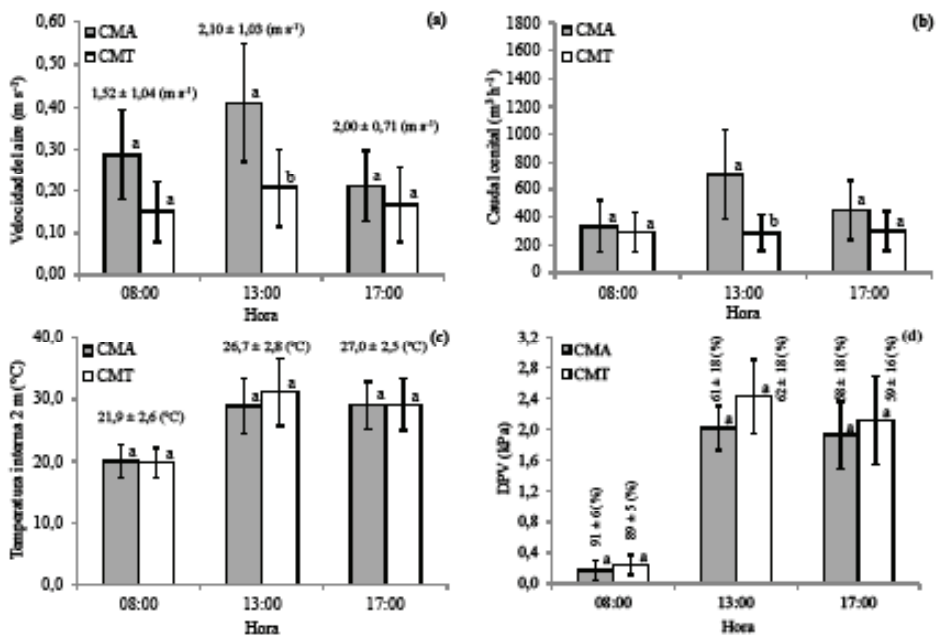 (a)
0,60
0,50
0,40
0,30
0,20
0,10
0,00
Velocidad del aire (m s⁻¹)
CMA
CMT
1,52 ± 1,04 (m s⁻¹)
2,10 ± 1,03 (m s⁻¹)
2,00 ± 0,71 (m s⁻¹)
a a a b a a
08:00 13:00 17:00
Hora
(b)
1800
1600
1400
1200
1000
800
600
400
200
0
Caudal cenital (m³ h⁻¹)
CMA
CMT
a a a b a a
08:00 13:00 17:00
Hora
(c)
40,0
30,0
20,0
10,0
0,0
Temperatura interna 2 m (°C)
CMA
CMT
21,9 ± 2,6 (°C)
26,7 ± 2,8 (°C)
27,0 ± 2,5 (°C)
a a a a a a
08:00 13:00 17:00
Hora
(d)
3,2
2,8
2,4
2,0
1,6
1,2
0,8
0,4
0,0
DPV (kPa)
CMA
CMT
91 ± 6 (%)
89 ± 5 (%)
61 ± 18 (%)
62 ± 18 (%)
58 ± 18 (%)
59 ± 16 (%)
a a a a a a
08:00 13:00 17:00
Hora